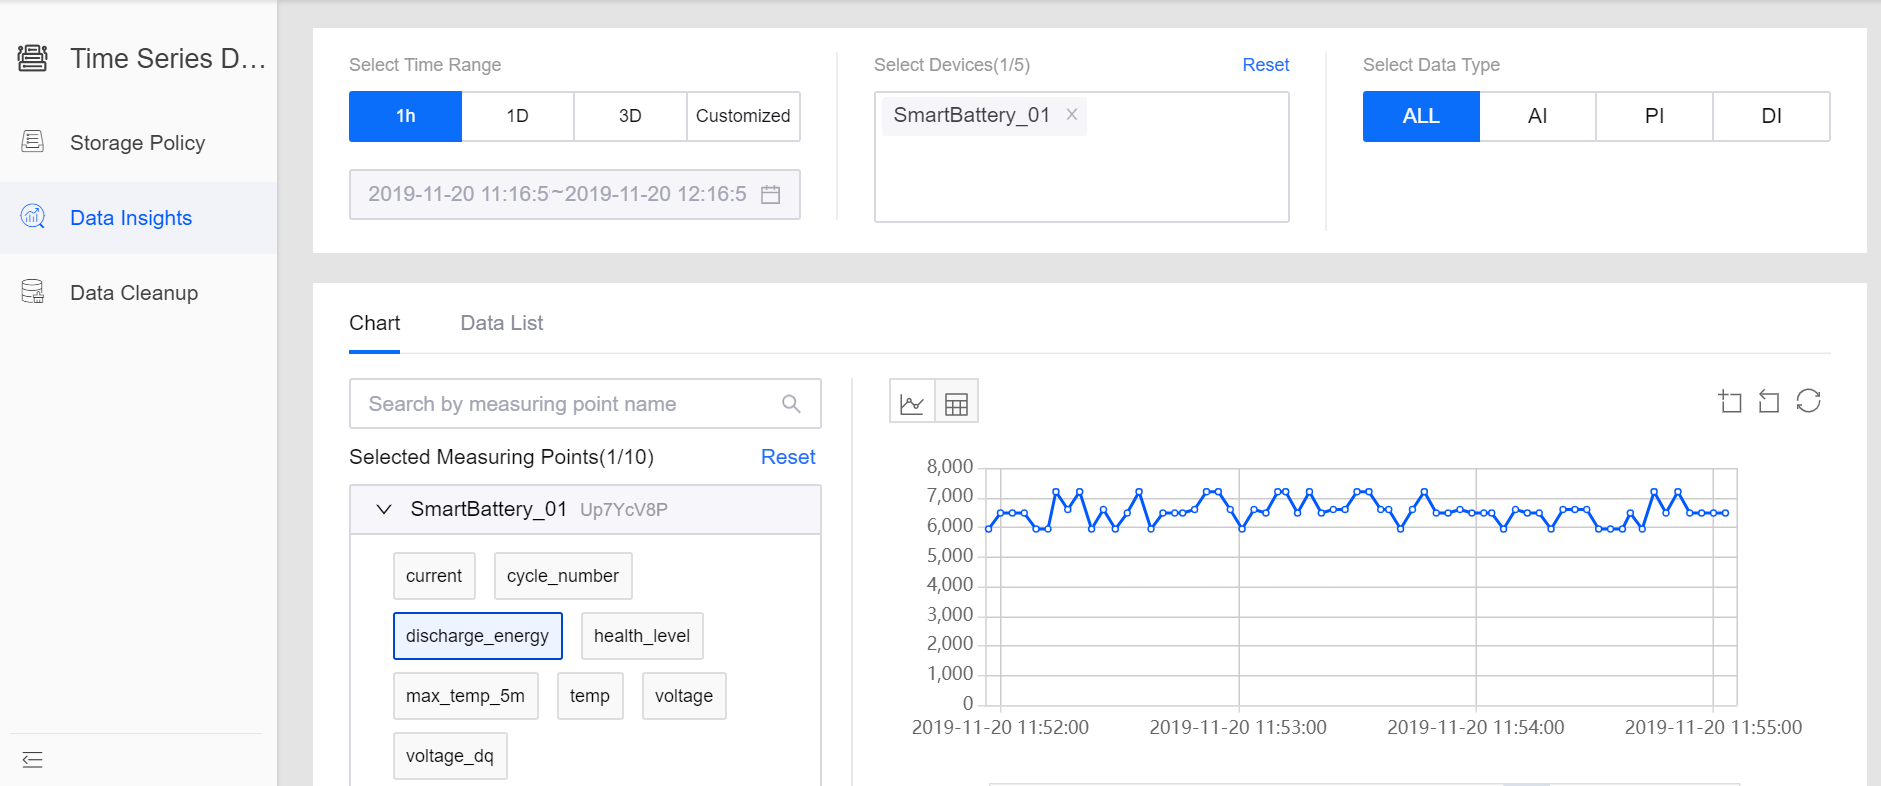 Time Series D...
Storage Policy
Data Insights
Data Cleanup
Select Time Range
1h
1D
3D
Customized
2019-11-20 11:16:5~2019-11-20 12:16:5
Select Devices(1/5)
Reset
SmartBattery_01
Select Data Type
ALL
AI
PI
DI
Chart
Data List
Search by measuring point name
Selected Measuring Points(1/10)
Reset
SmartBattery_01 Up7YcV8P
current
cycle_number
discharge_energy
health_level
max_temp_5m
temp
voltage
voltage_dq
8,000
7,000
6,000
5,000
4,000
3,000
2,000
1,000
0
2019-11-20 11:52:00
2019-11-20 11:53:00
2019-11-20 11:54:00
2019-11-20 11:55:00